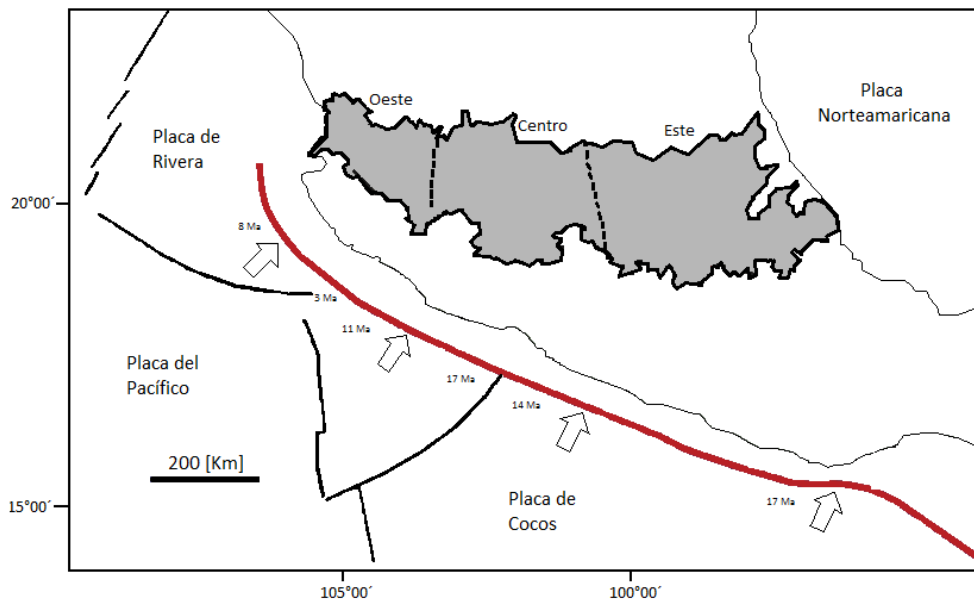 Oeste
Centro
Este
Placa
Norteamaricana
Placa de
Rivera
20°00´
8 Ma
3 Ma
11 Ma
17 Ma
14 Ma
17 Ma
Placa del
Pacífico
200 [Km]
Placa de
Cocos
15°00´
105°00´
100°00´